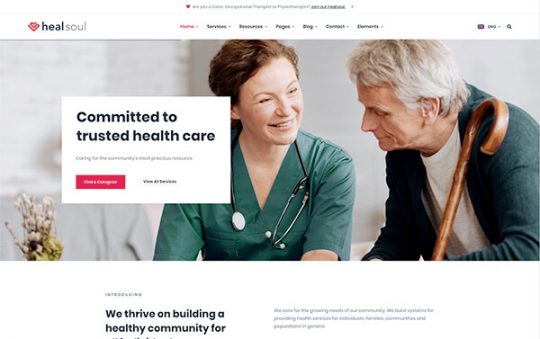 Are you a Carer, Occupational Therapist or Physiotherapist? Join our healsoul. ×
heal soul
Home Services Resources Pages Blog Contact Elements ENG
Committed to
trusted health care
Caring for the community's most precious resource.
Find a Caregiver View All Services
INTRODUCING
We thrive on building a
healthy community for
We care for the growing needs of our community. We build systems for
providing health services for individuals, families, communities and
populations in general.